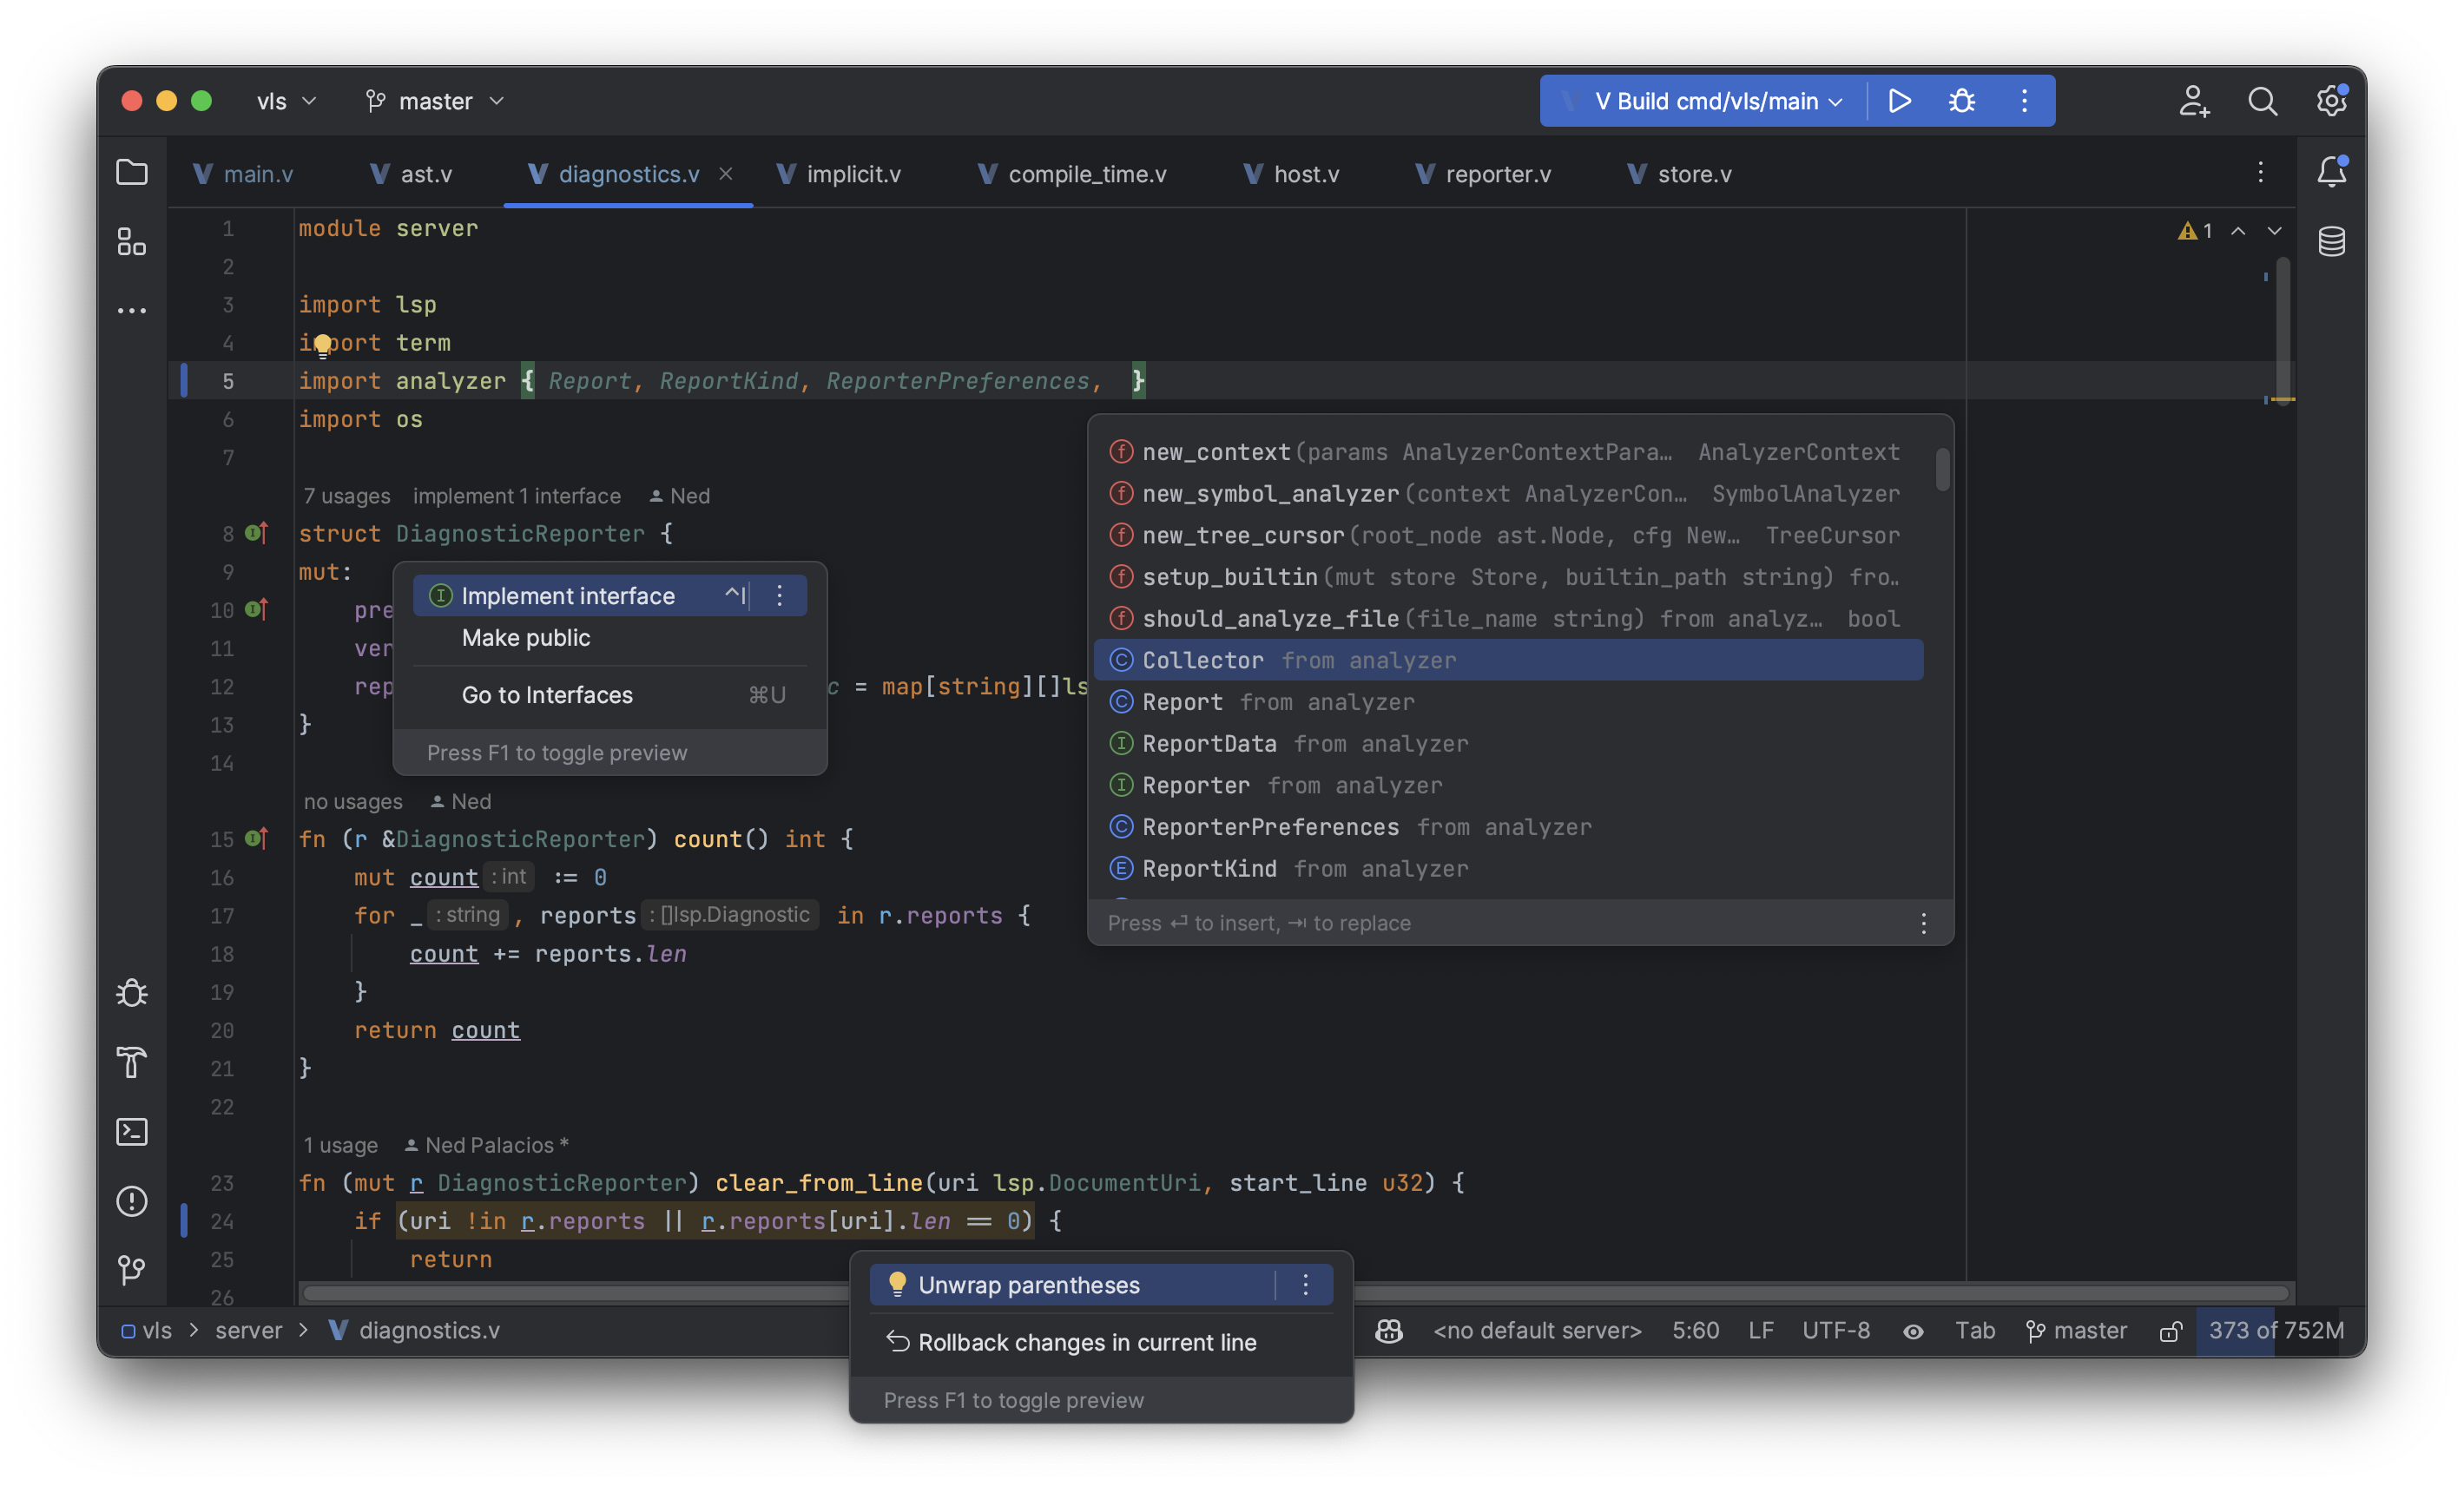 vls
master
V Build cmd/vls/main
main.v
ast.v
diagnostics.v
implicit.v
compile_time.v
host.v
reporter.v
store.v
1 module server
1
2
3 import lsp
4 import term
5 import analyzer { Report, ReportKind, ReporterPreferences, }
6 import os
7
7 usages implement 1 interface Ned
8 struct DiagnosticReporter {
9 mut:
10 pre
11 ver
12 rep c = map[string][]ls
13 }
14
no usages Ned
15 fn (r &DiagnosticReporter) count() int {
16 mut count : int := 0
17 for _ : string , reports : []lsp.Diagnostic in r.reports {
18 count += reports.len
19 }
20 return count
21 }
22
1 usage Ned Palacios *
23 fn (mut r DiagnosticReporter) clear_from_line(uri lsp.DocumentUri, start_line u32) {
24 if (uri !in r.reports || r.reports[uri].len == 0) {
25 return
26
Implement interface ^I
Make public
Go to Interfaces ⌘U
Press F1 to toggle preview
new_context(params AnalyzerContextPara… AnalyzerContext
new_symbol_analyzer(context AnalyzerCon… SymbolAnalyzer
new_tree_cursor(root_node ast.Node, cfg New… TreeCursor
setup_builtin(mut store Store, builtin_path string) fro…
should_analyze_file(file_name string) from analyz… bool
Collector from analyzer
Report from analyzer
ReportData from analyzer
Reporter from analyzer
ReporterPreferences from analyzer
ReportKind from analyzer
Press ↵ to insert, ⇥ to replace
Unwrap parentheses
Rollback changes in current line
Press F1 to toggle preview
vls > server > diagnostics.v
<no default server> 5:60 LF UTF-8 Tab master 373 of 752M